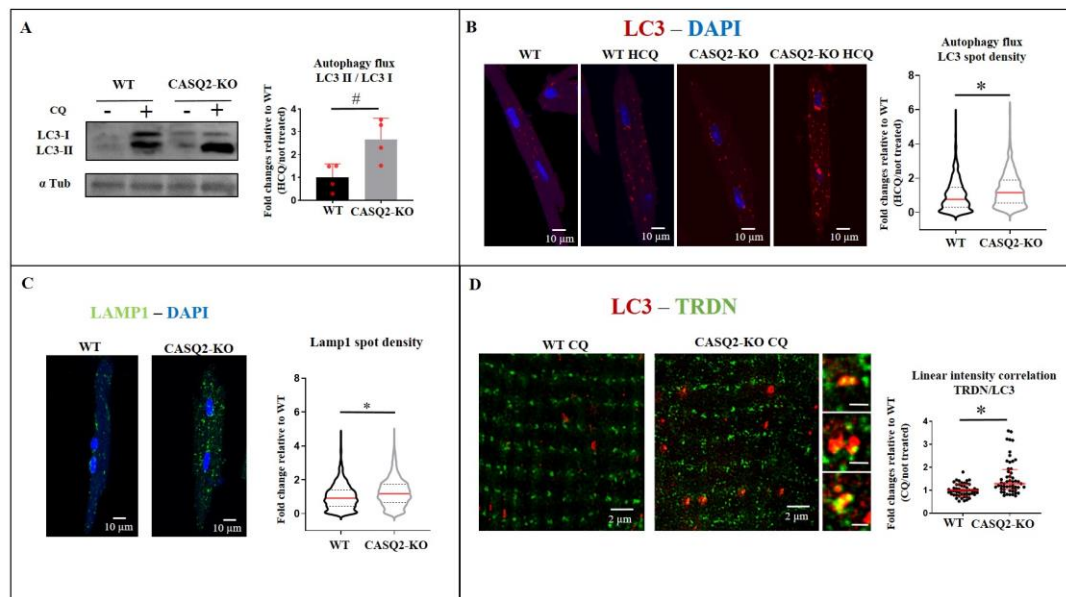 A
WT
CASQ2-KO
CQ
-
+
-
+
LC3-I
LC3-II
α Tub
Autophagy flux
LC3 II / LC3 I
#
Fold changes relative to WT
(HCQ/not treated)
4
3
2
1
0
WT
CASQ2-KO
B
LC3 – DAPI
WT
WT HCQ
CASQ2-KO
CASQ2-KO HCQ
10 µm
10 µm
10 µm
10 µm
Autophagy flux
LC3 spot density
*
Fold changes relative to WT
(HCQ/not treated)
8
6
4
2
0
WT
CASQ2-KO
C
LAMP1 – DAPI
WT
CASQ2-KO
10 µm
10 µm
Lamp1 spot density
*
Fold change relative to WT
8
6
4
2
0
WT
CASQ2-KO
D
LC3 – TRDN
WT CQ
CASQ2-KO CQ
2 µm
2 µm
Linear intensity correlation
TRDN/LC3
*
Fold changes relative to WT
(CQ/not treated)
4
3
2
1
0
WT
CASQ2-KO